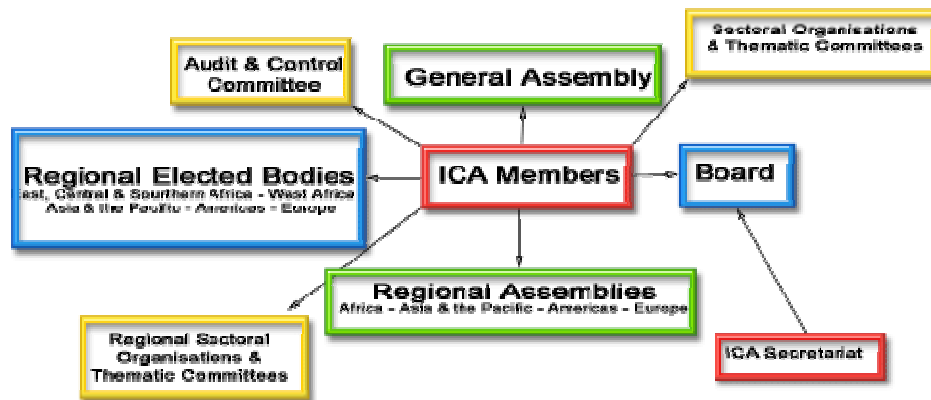 Sectoral Organisations
& Thematic Committees
Audit & Control
Committee
General Assembly
Regional Elected Bodies
East, Central & Sourthern Africa - West Africa
Asia & the Pacific - Americas - Europe
ICA Members
Board
Regional Assemblies
Africa - Asia & the Pacific - Americas - Europe
Regional Sectoral
Organisations &
Thematic Committees
ICA Secretariat